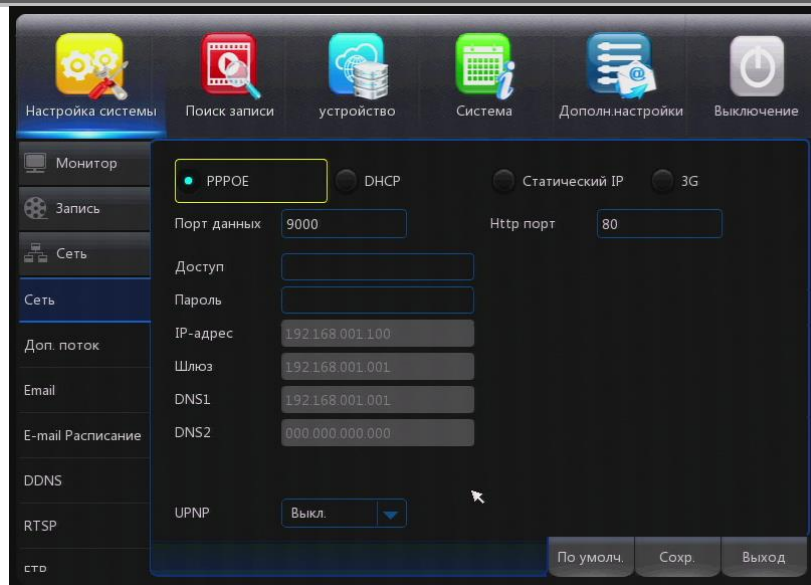 Настройка системы
Поиск записи
устройство
Система
Дополн.настройки
Выключение
Монитор
Запись
Сеть
Сеть
Доп. поток
Email
E-mail Расписание
DDNS
RTSP
FTP
PPPOE
DHCP
Статический IP
3G
Порт данных 9000 Http порт 80
Доступ
Пароль
IP-адрес 192.168.001.100
Шлюз 192.168.001.001
DNS1 192.168.001.001
DNS2 000.000.000.000
UPNP Выкл.
По умолч. Сохр. Выход